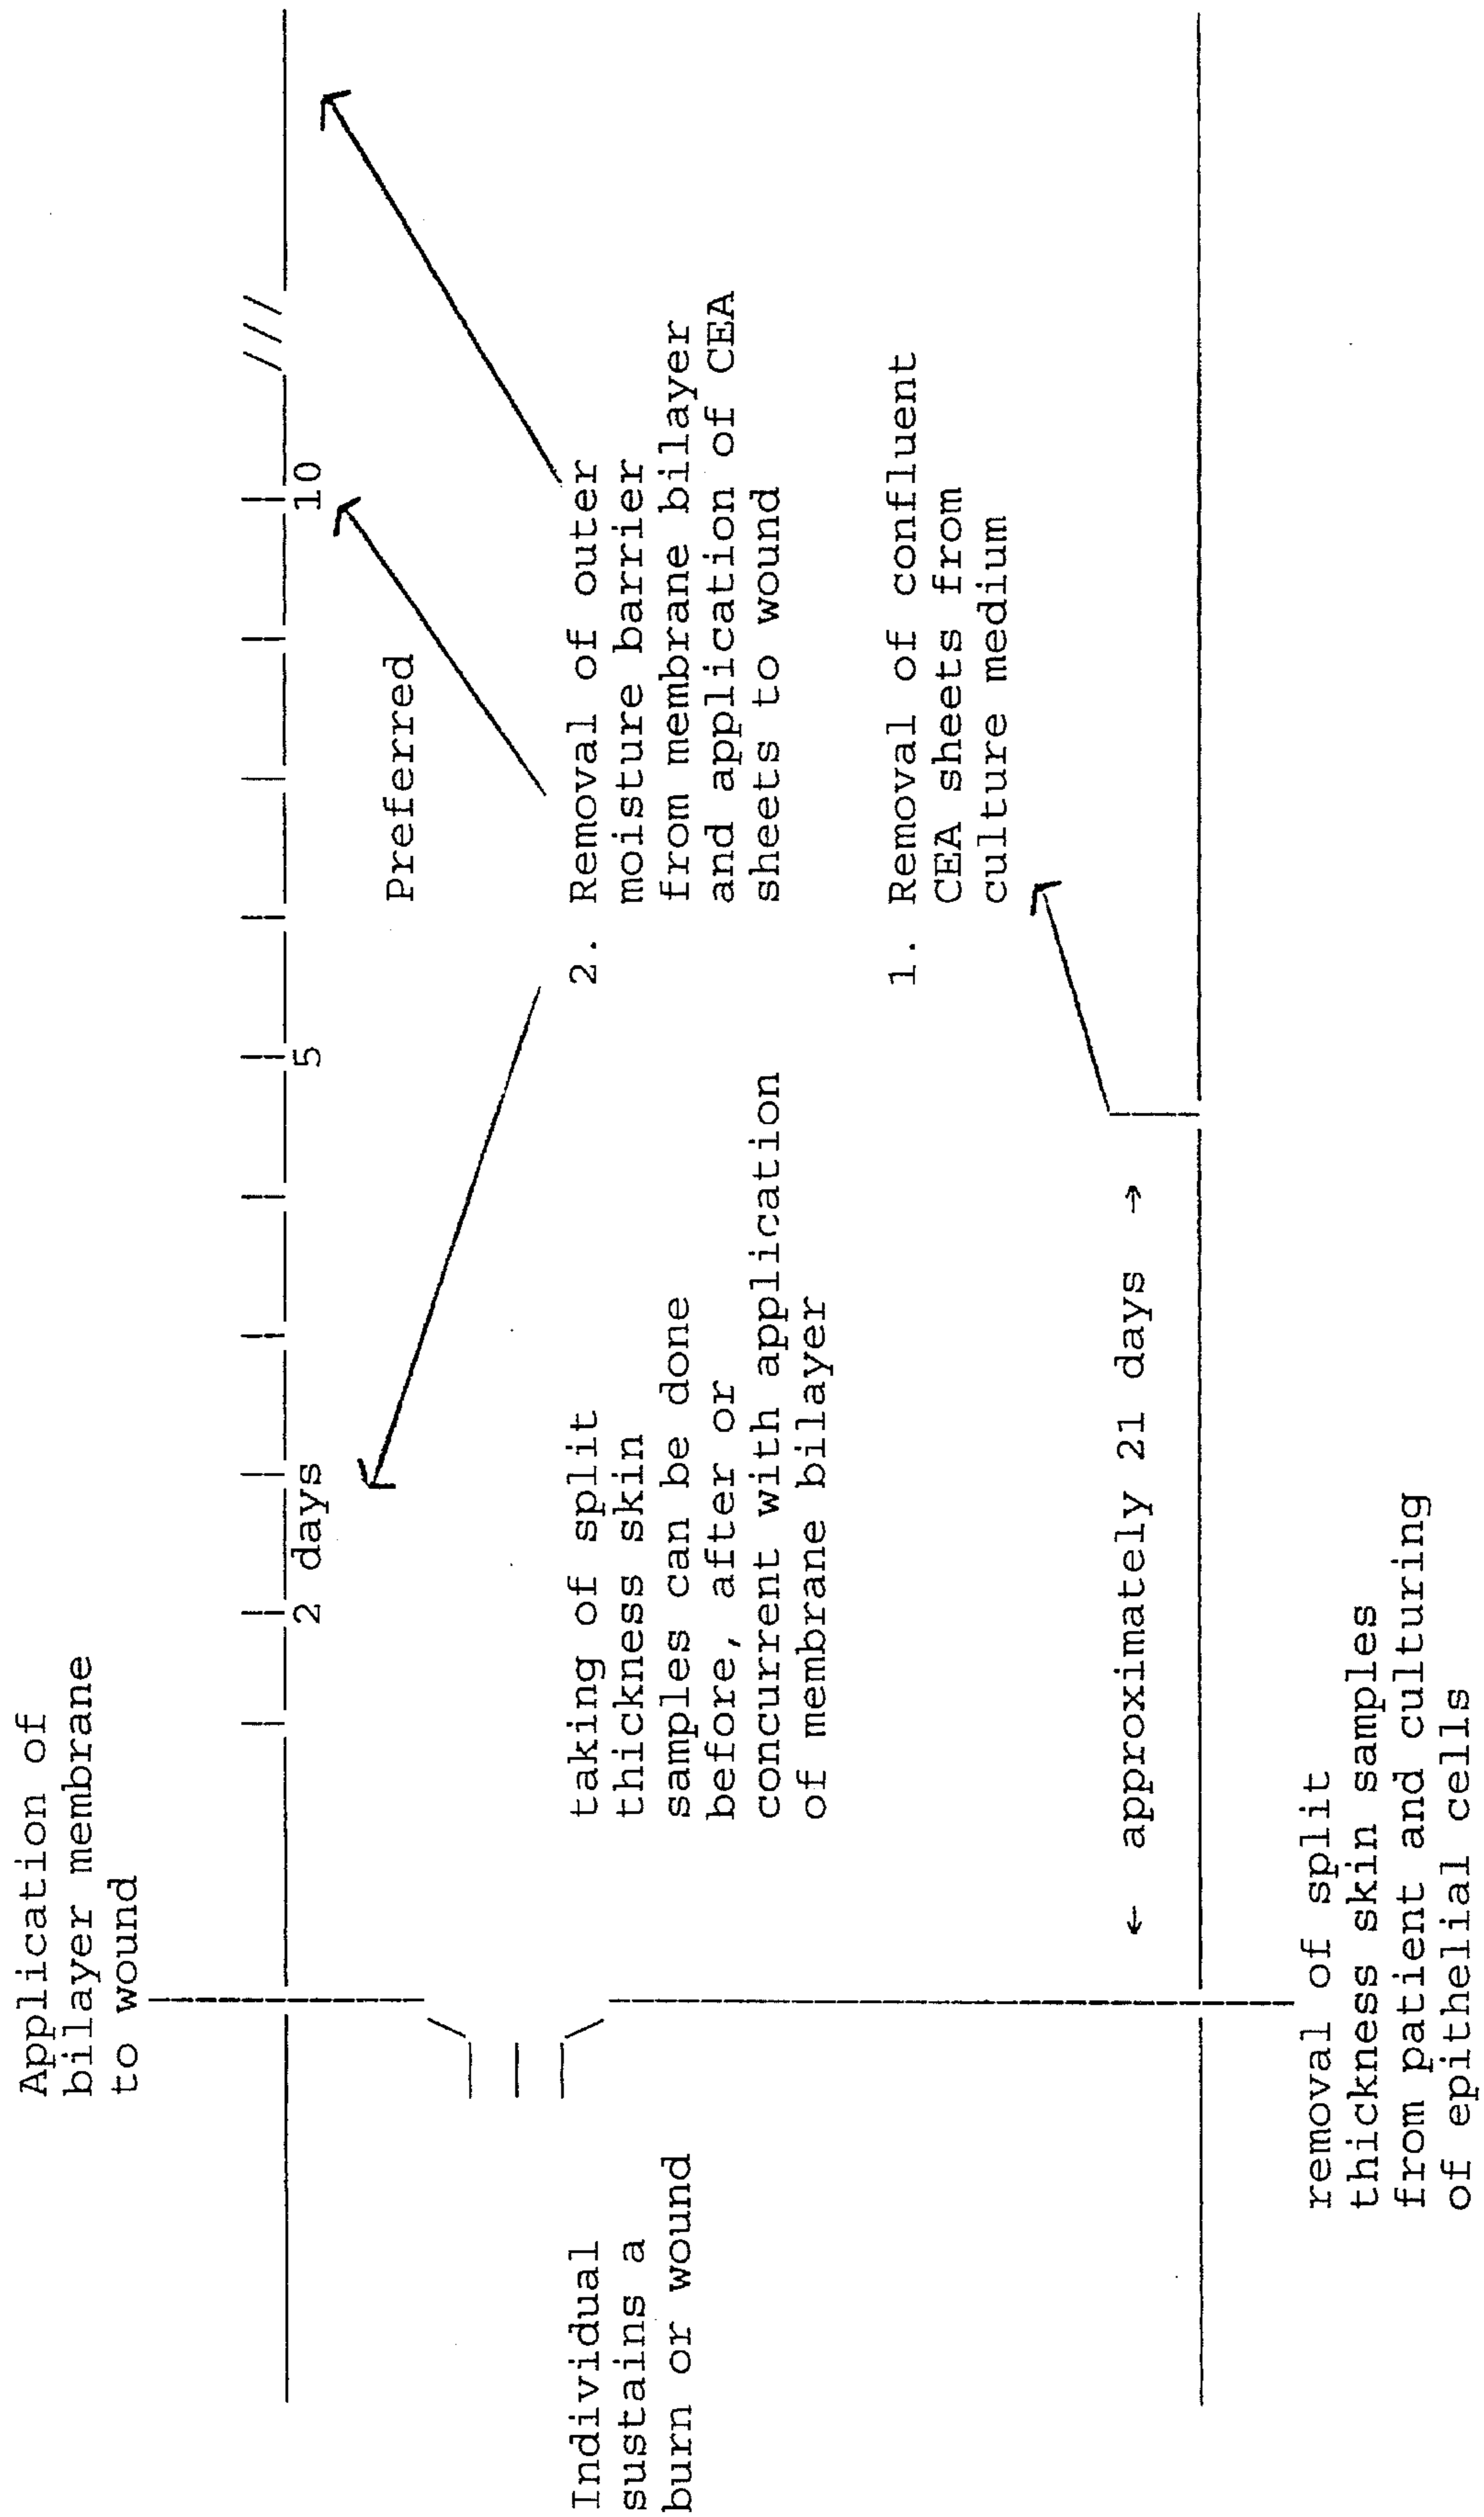 Application of
bilayer membrane
to wound
2 days
5
10
///
Preferred
Individual
sustains a
burn or wound
taking of split
thickness skin
samples can be done
before, after or
concurrent with application
of membrane bilayer
2. Removal of outer
moisture barrier
from membrane bilayer
and application of CEA
sheets to wound
1. Removal of confluent
CEA sheets from
culture medium
← approximately 21 days →
removal of split
thickness skin samples
from patient and culturing
of epithelial cells